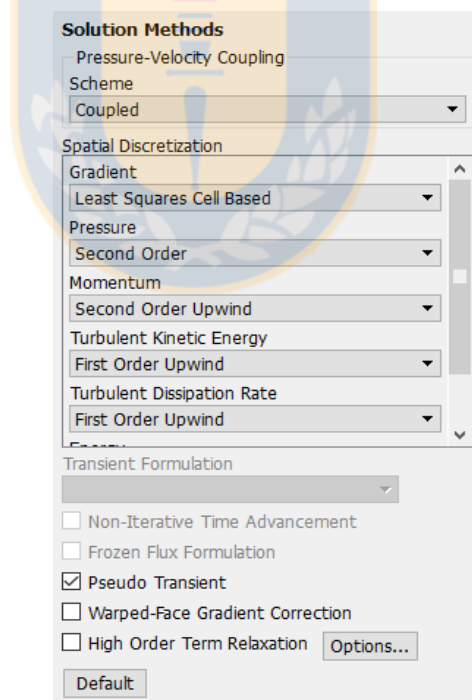 Solution Methods
Pressure-Velocity Coupling
Scheme
Coupled
Spatial Discretization
Gradient
Least Squares Cell Based
Pressure
Second Order
Momentum
Second Order Upwind
Turbulent Kinetic Energy
First Order Upwind
Turbulent Dissipation Rate
First Order Upwind
Energy
Transient Formulation
Non-Iterative Time Advancement
Frozen Flux Formulation
Pseudo Transient
Warped-Face Gradient Correction
High Order Term Relaxation Options...
Default